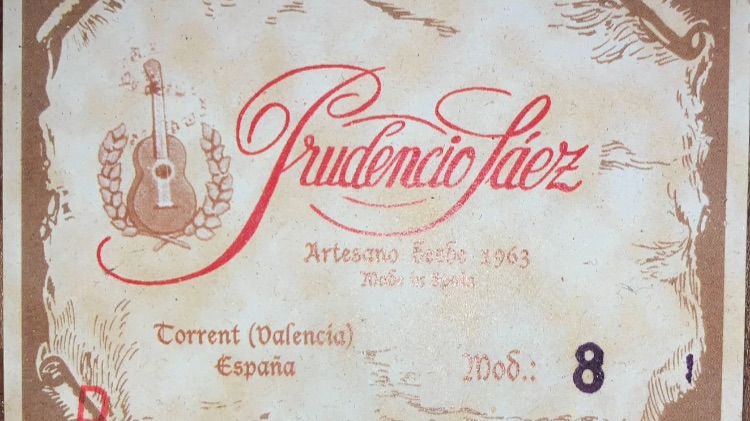 Prudencio Sáez
Artesano desde 1963
Made in Spain
Torrent (Valencia)
España
Mod.: 8